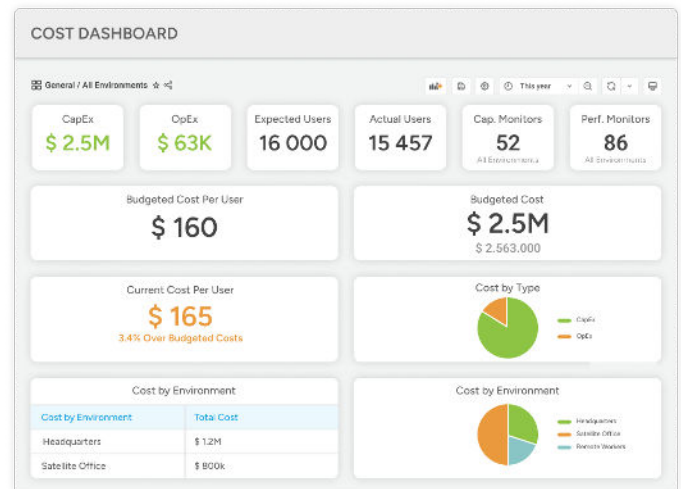 COST DASHBOARD
General / All Environments
This year
CapEx
$ 2.5M
OpEx
$ 63K
Expected Users
16 000
Actual Users
15 457
Cap. Monitors
52
All Environments
Perf. Monitors
86
All Environments
Budgeted Cost Per User
$ 160
Budgeted Cost
$ 2.5M
$ 2.563.000
Current Cost Per User
$ 165
3.4% Over Budgeted Costs
Cost by Type
CapEx
OpEx
Cost by Environment
Cost by Environment Total Cost
Headquarters $ 1.2M
Satellite Office $ 800k
Cost by Environment
Headquarters
Satellite Office
Remote Workers